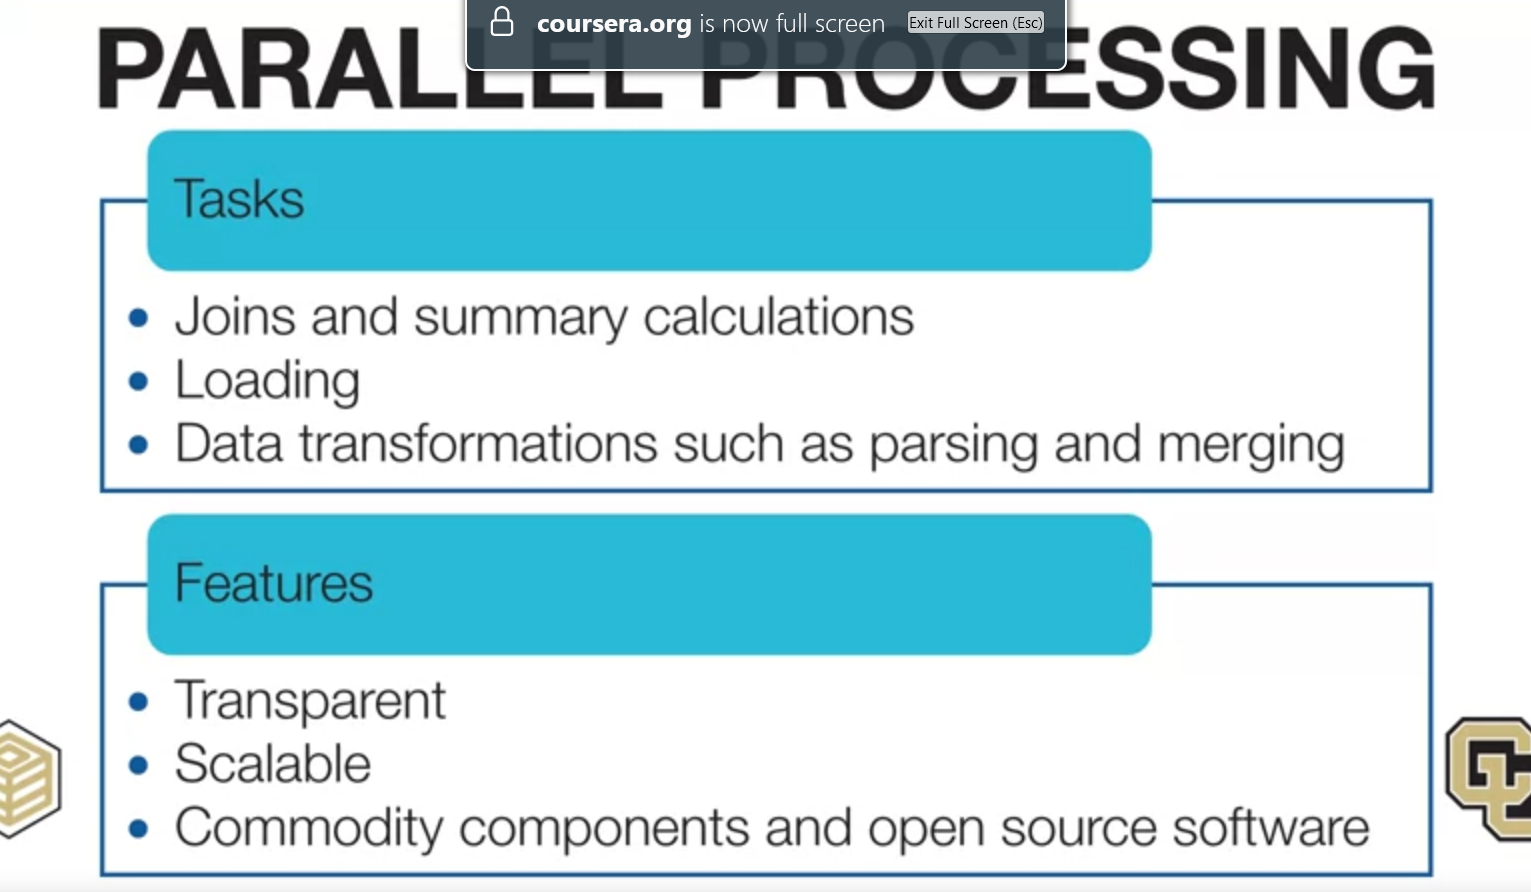 coursera.org is now full screen Exit Full Screen (Esc)
PARALLEL PROCESSING
Tasks
Joins and summary calculations
Loading
Data transformations such as parsing and merging
Features
Transparent
Scalable
Commodity components and open source software